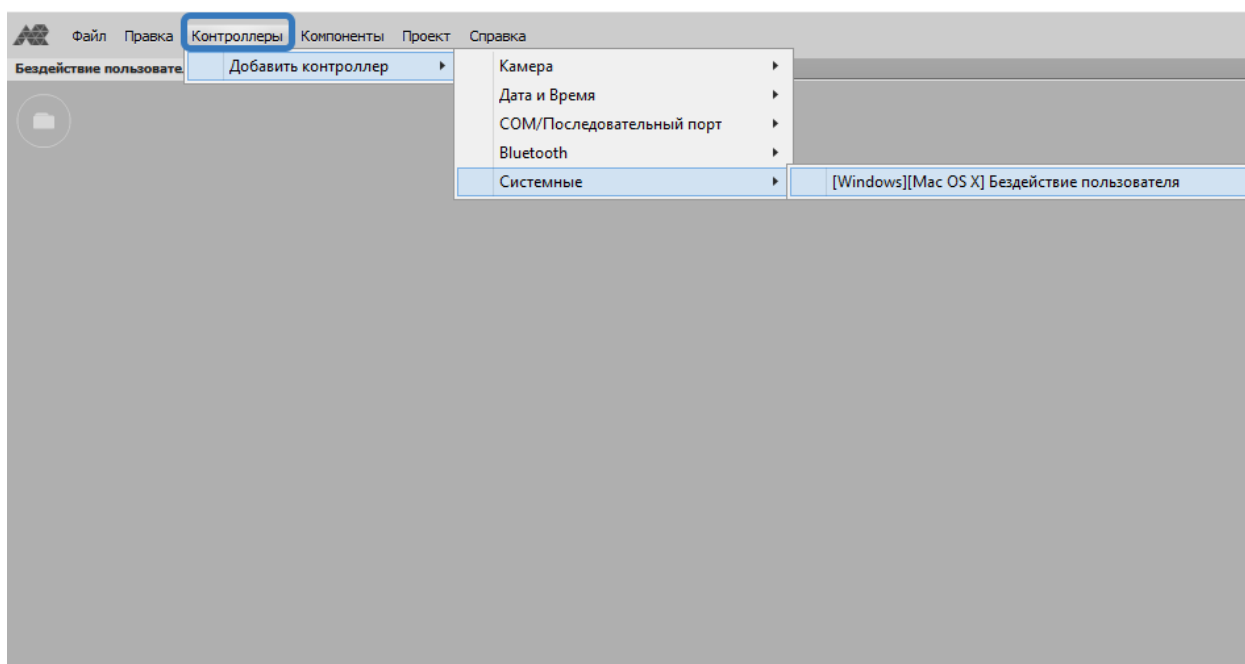 Файл Правка Контроллеры Компоненты Проект Справка
Бездействие пользовате
Добавить контроллер
Камера
Дата и Время
COM/Последовательный порт
Bluetooth
Системные
[Windows][Mac OS X] Бездействие пользователя